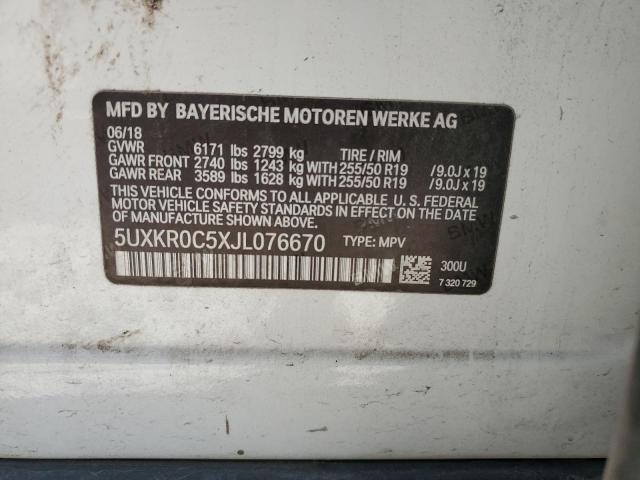 MFD BY BAYERISCHE MOTOREN WERKE AG
06/18
GVWR 6171 lbs 2799 kg TIRE / RIM
GAWR FRONT 2740 lbs 1243 kg WITH 255/50 R19 /9.0J x 19
GAWR REAR 3589 lbs 1628 kg WITH 255/50 R19 /9.0J x 19
THIS VEHICLE CONFORMS TO ALL APPLICABLE U. S. FEDERAL
MOTOR VEHICLE SAFETY STANDARDS IN EFFECT ON THE
DATE OF MANUFACTURE SHOWN ABOVE.
5UXKR0C5XJL076670 TYPE: MPV
300U
7 320 729